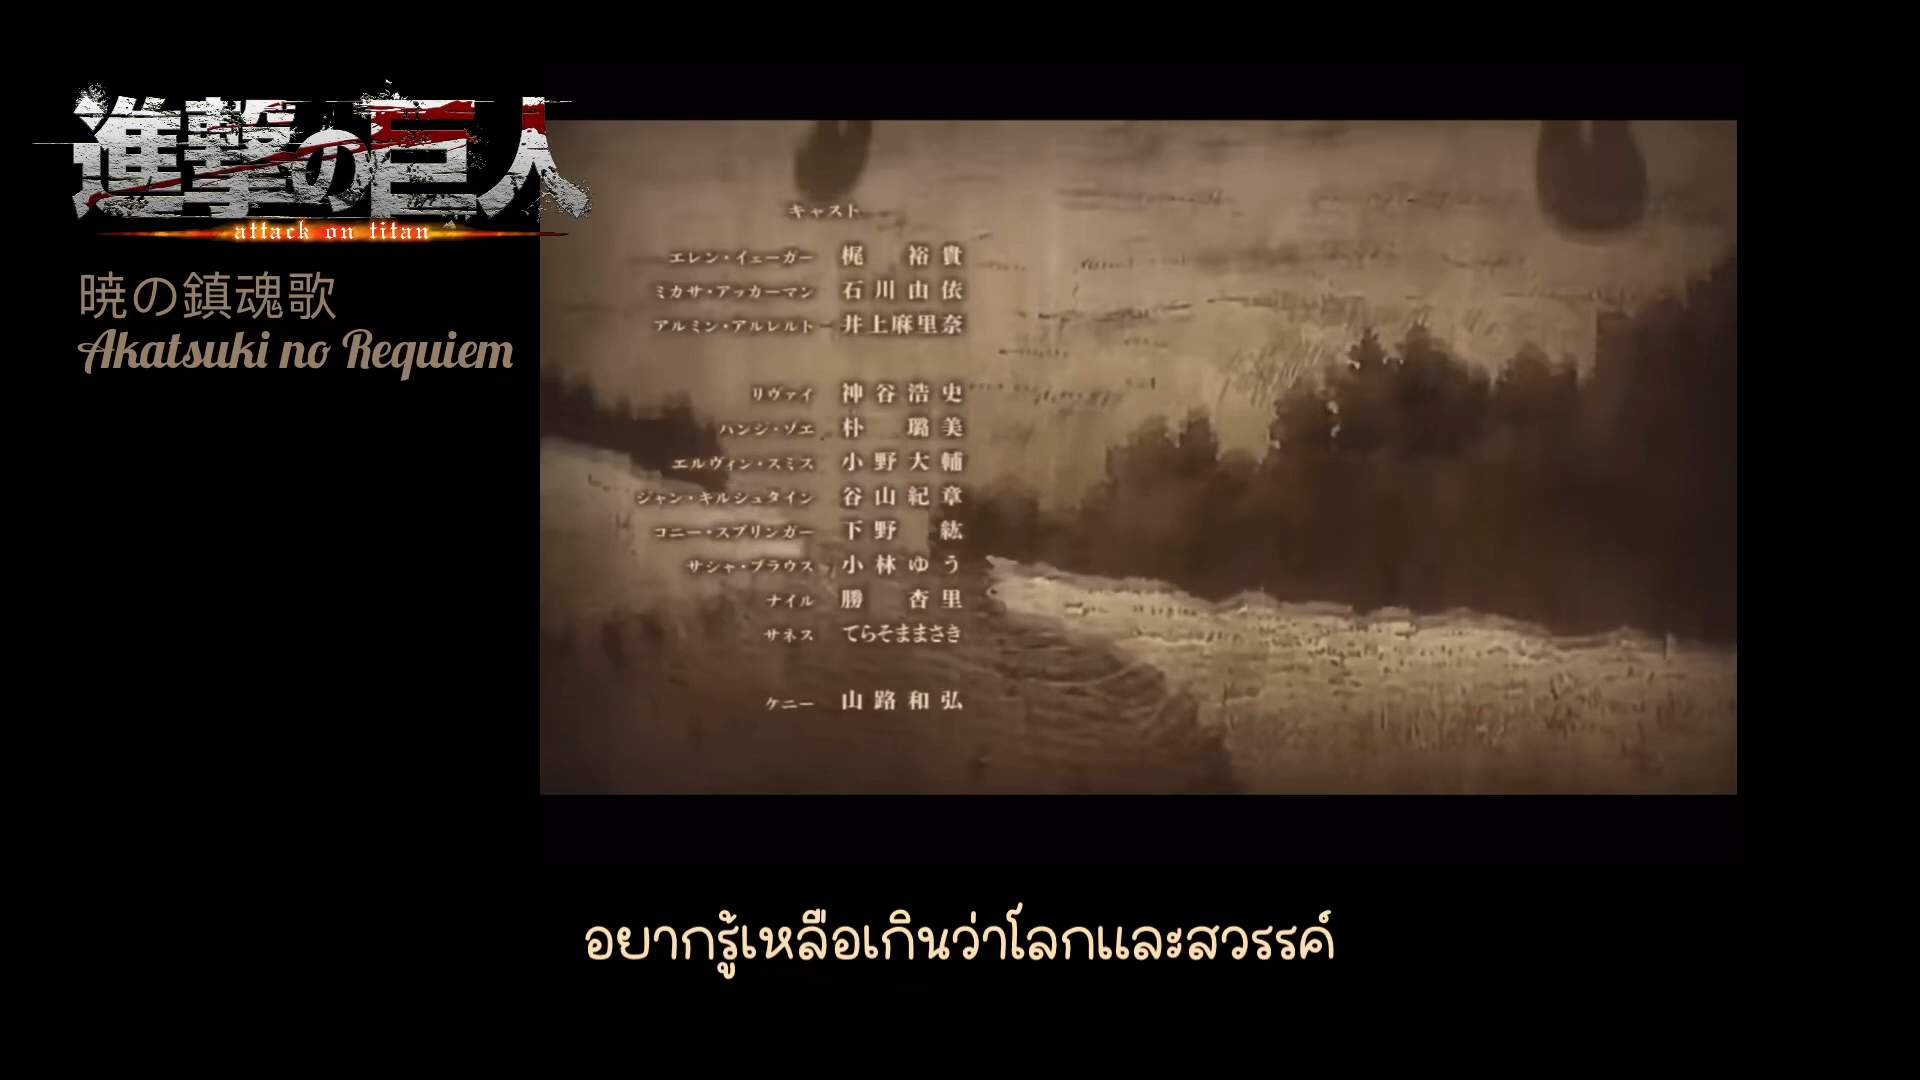 進撃の巨人
attack on titan
暁の鎮魂歌
Akatsuki no Requiem
キャスト
エレン・イェーガー 梶 裕貴
ミカサ・アッカーマン 石川由依
アルミン・アルレルト 井上麻里奈
リヴァイ 神谷浩史
ハンジ・ゾエ 朴 璐美
エルヴィン・スミス 小野大輔
ジャン・キルシュタイン 谷山紀章
コニー・スプリンガー 下野 紘
サシャ・ブラウス 小林ゆう
ナイル 勝 杏里
サネス てらそままさき
ケニー 山路和弘
อยากรู้เหลือเกินว่าโลกและสวรรค์